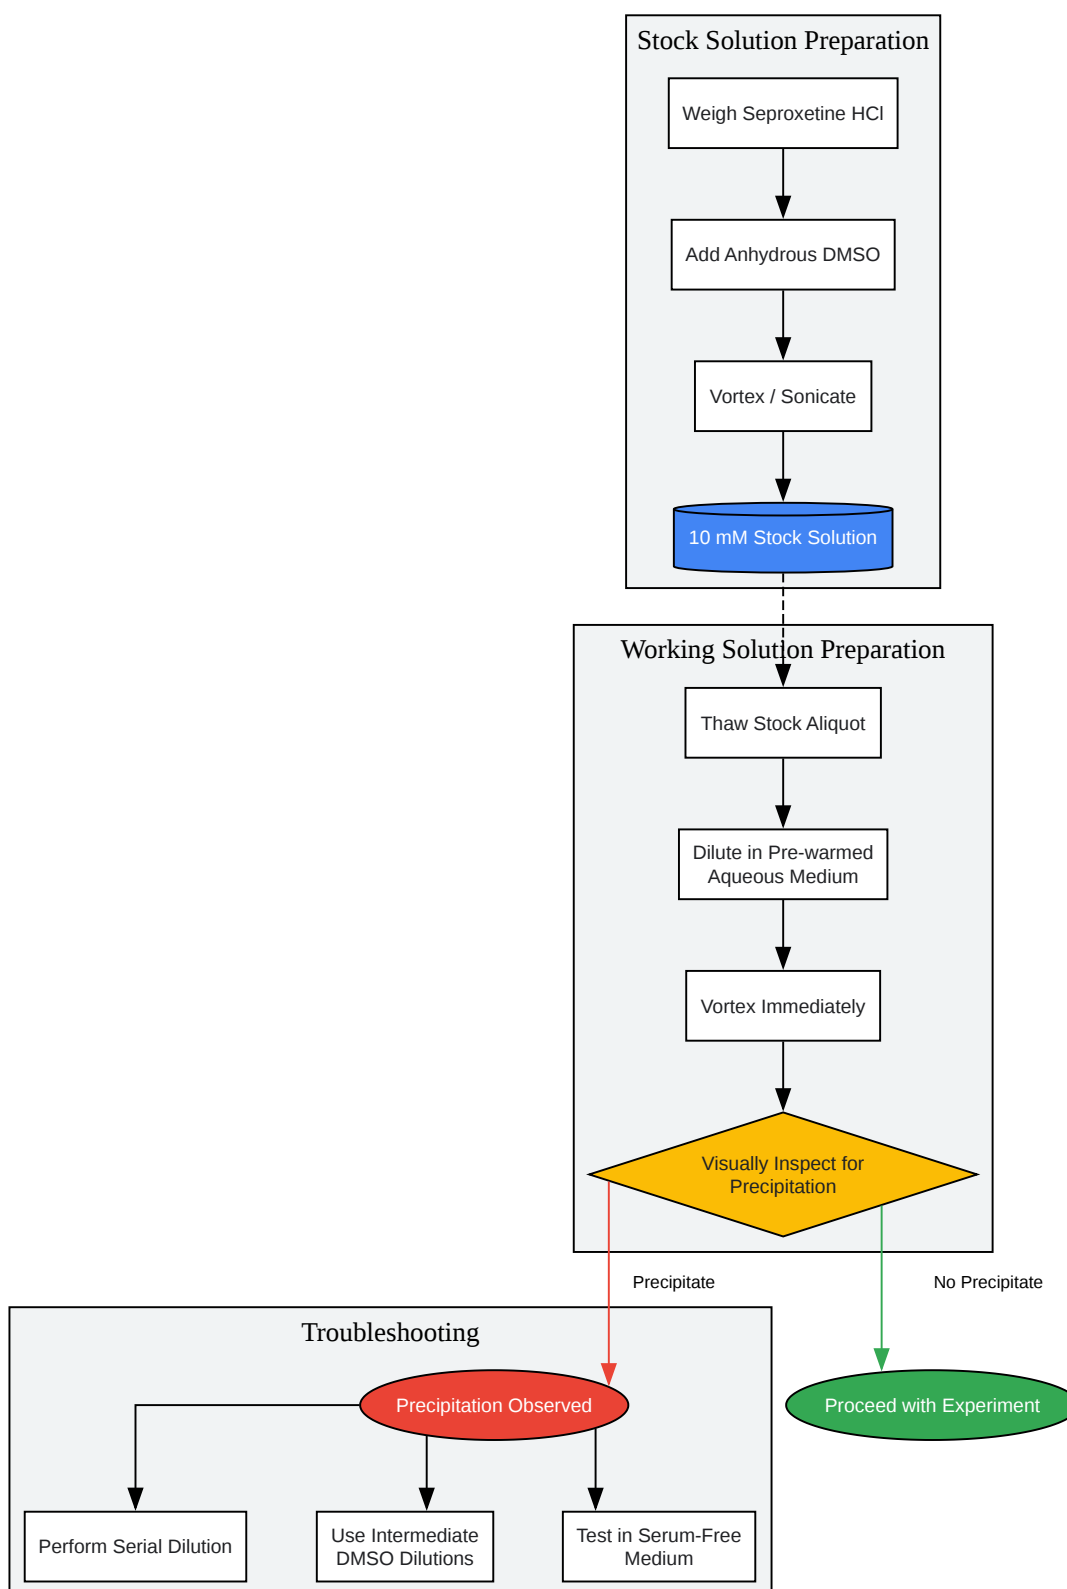 Stock Solution Preparation
Weigh Seproxetine HCl
Add Anhydrous DMSO
Vortex / Sonicate
10 mM Stock Solution
Working Solution Preparation
Thaw Stock Aliquot
Dilute in Pre-warmed
Aqueous Medium
Vortex Immediately
Visually Inspect for
Precipitation
Precipitate
No Precipitate
Troubleshooting
Precipitation Observed
Proceed with Experiment
Perform Serial Dilution
Use Intermediate
DMSO Dilutions
Test in Serum-Free
Medium